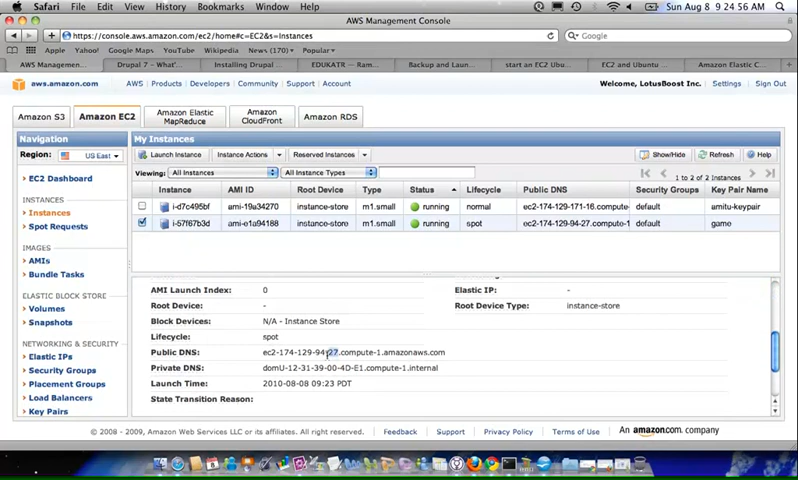 Safari File Edit View History Bookmarks Window Help Sun Aug 8 9:24:56 AM
AWS Management Console
https://console.aws.amazon.com/ec2/home#c=EC2&s=Instances
Google
Apple Yahoo! Google Maps YouTube Wikipedia News (170) Popular
AWS Managemen... Drupal 7 – What'... Installing Drupal ... EDUKATR — Ram... Backup and Laun... start an EC2 Ubu... EC2 and Ubuntu ... Amazon Elastic C...
aws.amazon.com AWS Products Developers Community Support Account Welcome, LotusBoost Inc. Settings Sign Out
Amazon S3 Amazon EC2 Amazon Elastic MapReduce Amazon CloudFront Amazon RDS
Navigation
Region: US East
EC2 Dashboard
INSTANCES
Instances
Spot Requests
IMAGES
AMIs
Bundle Tasks
ELASTIC BLOCK STORE
Volumes
Snapshots
NETWORKING & SECURITY
Elastic IPs
Security Groups
Placement Groups
Load Balancers
Key Pairs
My Instances
Launch Instance Instance Actions Reserved Instances Show/Hide Refresh Help
Viewing: All Instances All Instance Types 1 to 2 of 2 Instances
Instance AMI ID Root Device Type Status Lifecycle Public DNS Security Groups Key Pair Name
i-d7c495bf ami-19a34270 instance-store m1.small running normal ec2-174-129-171-16.compute- default amitu-keypair
i-57f67b3d ami-e1a94188 instance-store m1.small running spot ec2-174-129-94-27.compute-1 default game
AMI Launch Index: 0 Elastic IP: -
Root Device: - Root Device Type: instance-store
Block Devices: N/A - Instance Store
Lifecycle: spot
Public DNS: ec2-174-129-94-27.compute-1.amazonaws.com
Private DNS: domU-12-31-39-00-4D-E1.compute-1.internal
Launch Time: 2010-08-08 09:23 PDT
State Transition Reason:
© 2008 - 2009, Amazon Web Services LLC or its affiliates. All right reserved. Feedback Support Privacy Policy Terms of Use An amazon.com. company